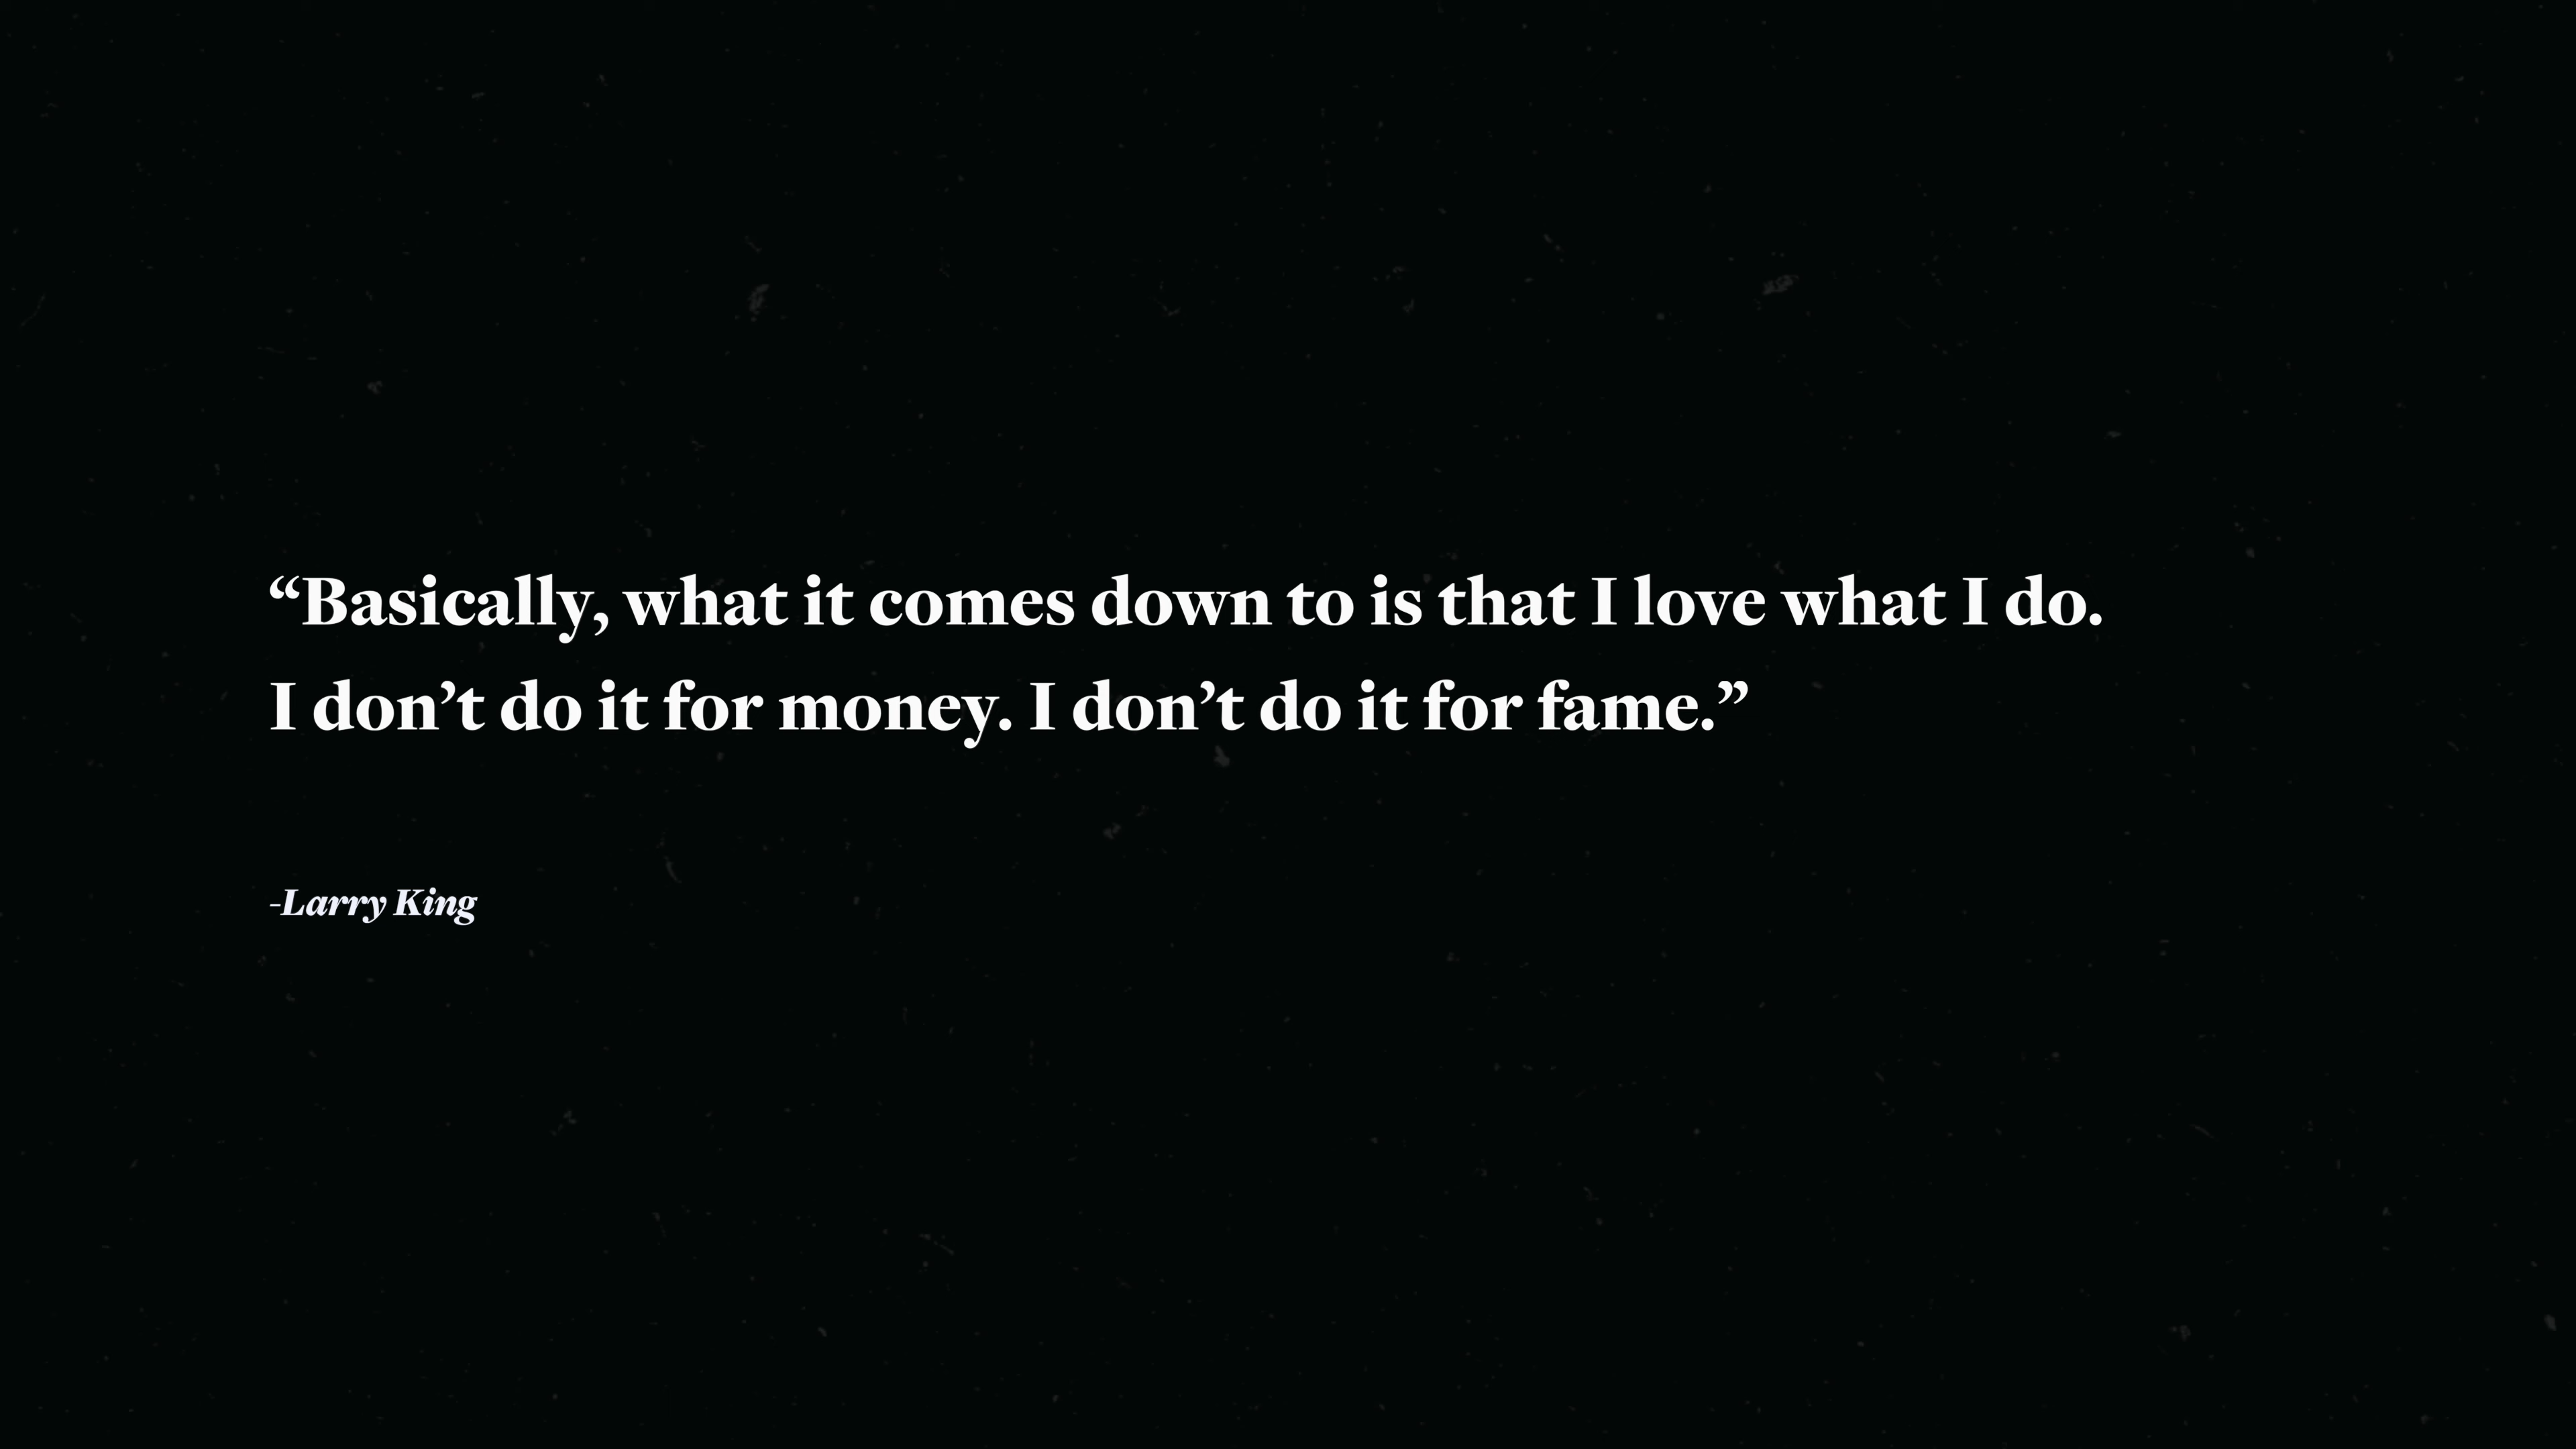 “Basically, what it comes down to is that I love what I do.
I don’t do it for money. I don’t do it for fame.”
-Larry King